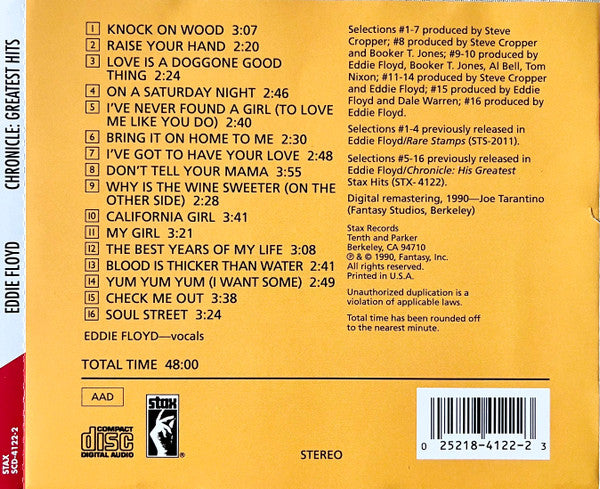 EDDIE FLOYD CHRONICLE: GREATEST HITS
STAX
SCD-4122-2
1 KNOCK ON WOOD 3:07
2 RAISE YOUR HAND 2:20
3 LOVE IS A DOGGONE GOOD
THING 2:24
4 ON A SATURDAY NIGHT 2:46
5 I'VE NEVER FOUND A GIRL (TO LOVE
ME LIKE YOU DO) 2:40
6 BRING IT ON HOME TO ME 2:30
7 I'VE GOT TO HAVE YOUR LOVE 2:48
8 DON'T TELL YOUR MAMA 3:55
9 WHY IS THE WINE SWEETER (ON THE
OTHER SIDE) 2:28
10 CALIFORNIA GIRL 3:41
11 MY GIRL 3:21
12 THE BEST YEARS OF MY LIFE 3:08
13 BLOOD IS THICKER THAN WATER 2:41
14 YUM YUM YUM (I WANT SOME) 2:49
15 CHECK ME OUT 3:38
16 SOUL STREET 3:24
EDDIE FLOYD—vocals
TOTAL TIME 48:00
Selections #1-7 produced by Steve
Cropper; #8 produced by Steve Cropper
and Booker T. Jones; #9-10 produced by
Eddie Floyd, Booker T. Jones, Al Bell, Tom
Nixon; #11-14 produced by Steve Cropper
and Eddie Floyd; #15 produced by Eddie
Floyd and Dale Warren; #16 produced by
Eddie Floyd.
Selections #1-4 previously released in
Eddie Floyd/Rare Stamps (STS-2011).
Selections #5-16 previously released in
Eddie Floyd/Chronicle: His Greatest
Stax Hits (STX- 4122).
Digital remastering, 1990—Joe Tarantino
(Fantasy Studios, Berkeley)
Stax Records
Tenth and Parker
Berkeley, CA 94710
℗ & © 1990, Fantasy, Inc.
All rights reserved.
Printed in U.S.A.
Unauthorized duplication is a
violation of applicable laws.
Total time has been rounded off
to the nearest minute.
AAD
COMPACT
disc
DIGITAL AUDIO
stax
STEREO
0 25218-4122-2 3